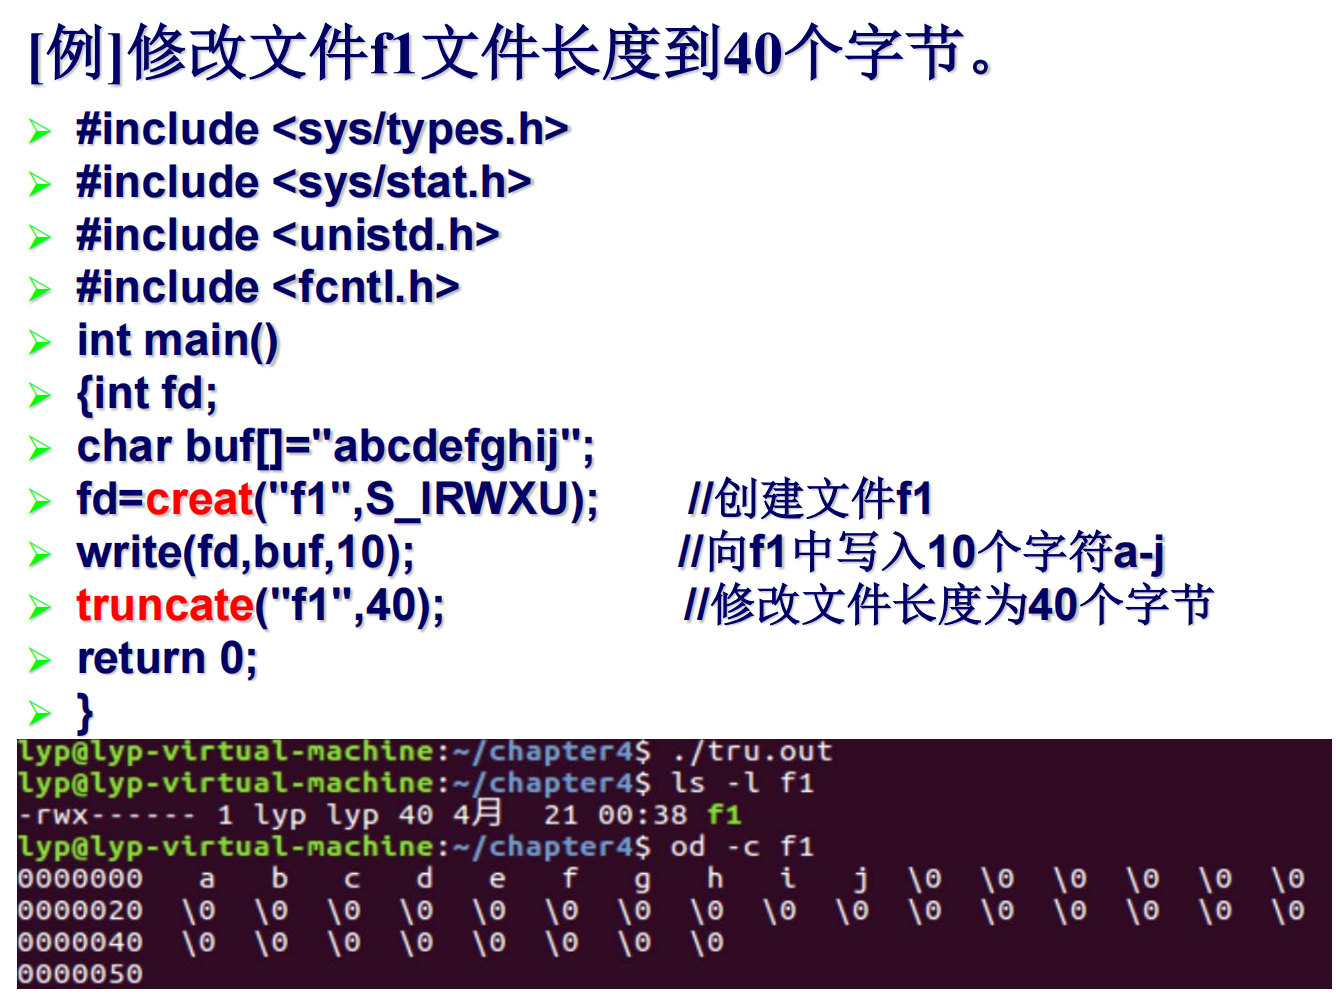 [例]修改文件f1文件长度到40个字节。
#include <sys/types.h>
#include <sys/stat.h>
#include <unistd.h>
#include <fcntl.h>
int main()
{int fd;
char buf[]="abcdefghij";
fd=creat("f1",S_IRWXU); //创建文件f1
write(fd,buf,10); //向f1中写入10个字符a-j
truncate("f1",40); //修改文件长度为40个字节
return 0;
}
lyp@lyp-virtual-machine:~/chapter4$ ./tru.out
lyp@lyp-virtual-machine:~/chapter4$ ls -l f1
-rwx------ 1 lyp lyp 40 4月 21 00:38 f1
lyp@lyp-virtual-machine:~/chapter4$ od -c f1
0000000 a b c d e f g h i j \0 \0 \0 \0 \0 \0
0000020 \0 \0 \0 \0 \0 \0 \0 \0 \0 \0 \0 \0 \0 \0 \0 \0
0000040 \0 \0 \0 \0 \0 \0 \0 \0
0000050